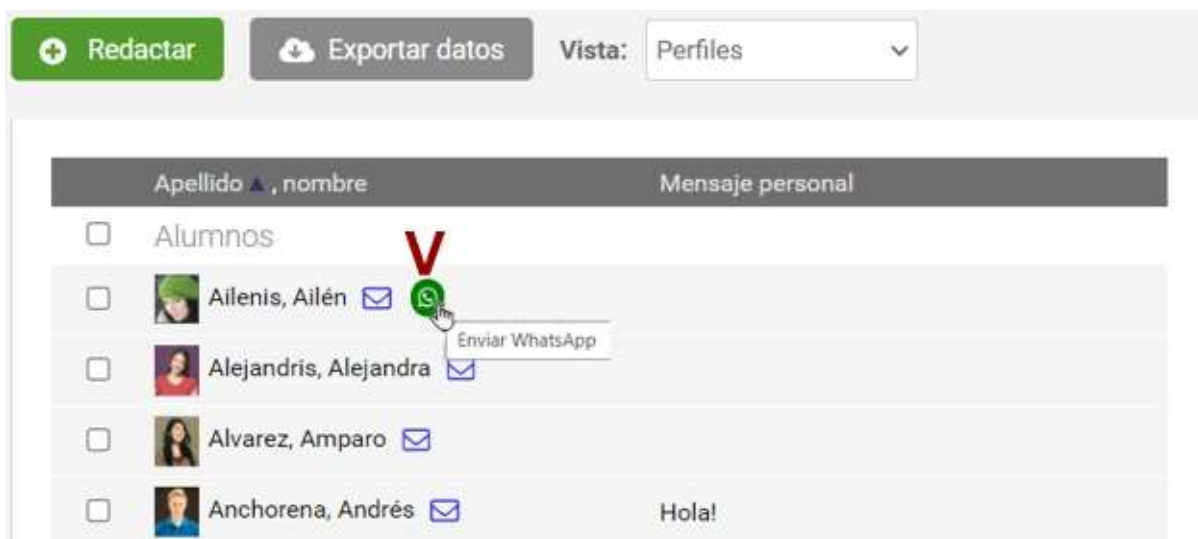 Redactar Exportar datos Vista: Perfiles
Apellido , nombre Mensaje personal
Alumnos
V
Ailenis, Ailén
Enviar WhatsApp
Alejandris, Alejandra
Alvarez, Amparo
Anchorena, Andrés Hola!